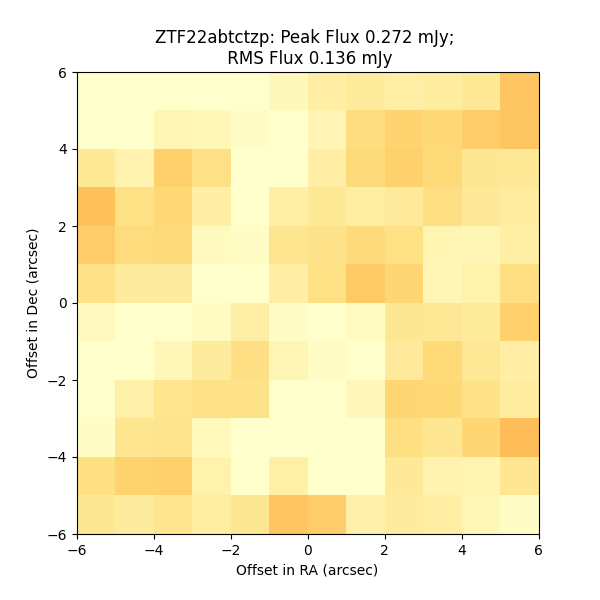 ZTF22abtctzp: Peak Flux 0.272 mJy;
RMS Flux 0.136 mJy
6
4
2
0
−2
−4
−6
Offset in Dec (arcsec)
−6 −4 −2 0 2 4 6
Offset in RA (arcsec)